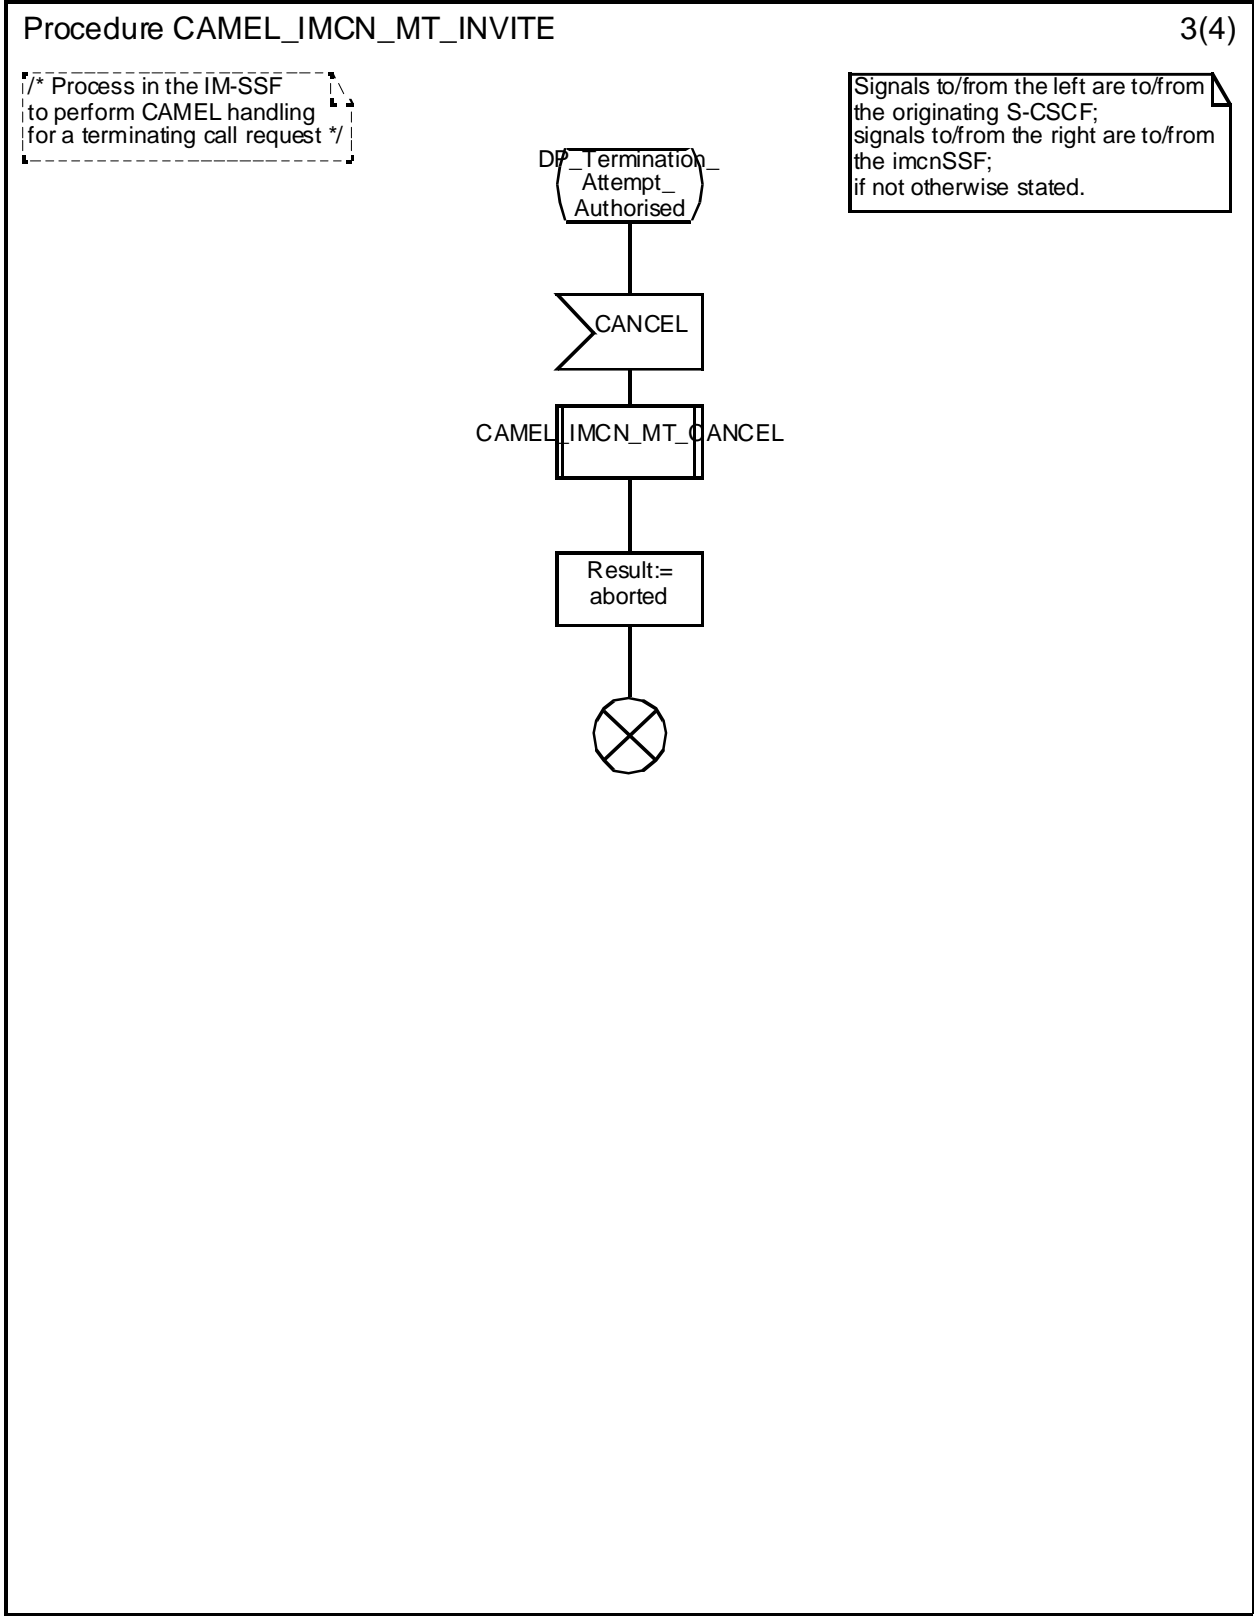 Procedure CAMEL_IMCN_MT_INVITE
3(4)
/* Process in the IM-SSF
to perform CAMEL handling
for a terminating call request */
Signals to/from the left are to/from
the originating S-CSCF;
signals to/from the right are to/from
the imcnSSF;
if not otherwise stated.
DP_Termination_
Attempt_
Authorised
CANCEL
CAMEL_IMCN_MT_CANCEL
Result:=
aborted